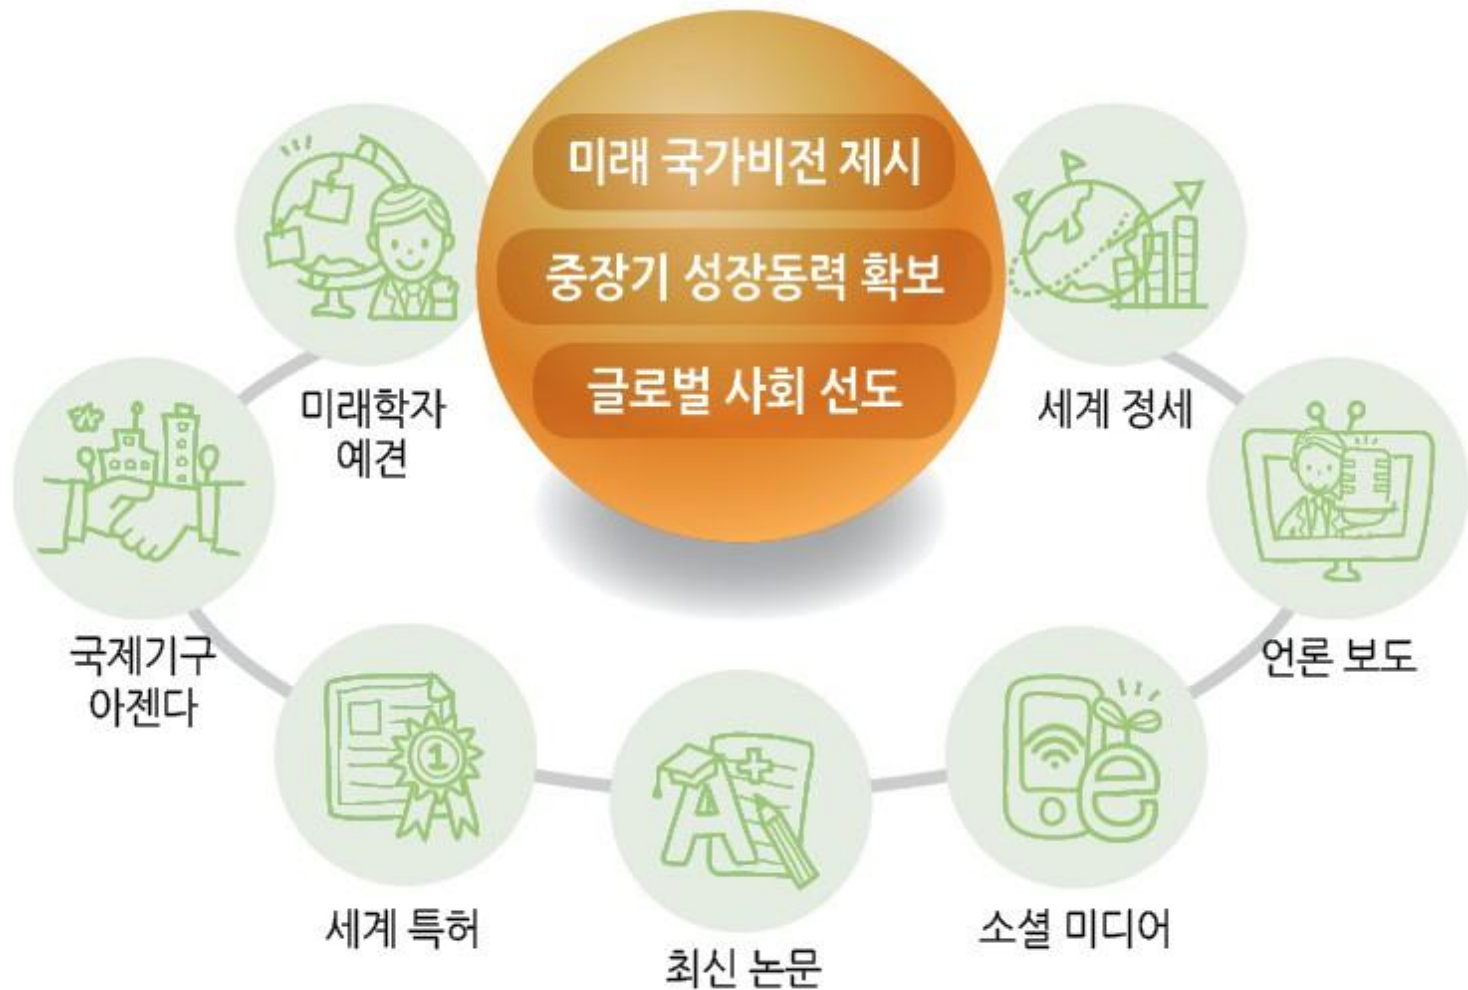 미래 국가비전 제시
중장기 성장동력 확보
글로벌 사회 선도
미래학자
예견
세계 정세
국제기구
아젠다
언론 보도
세계 특허
1
최신 논문
A
소셜 미디어
e